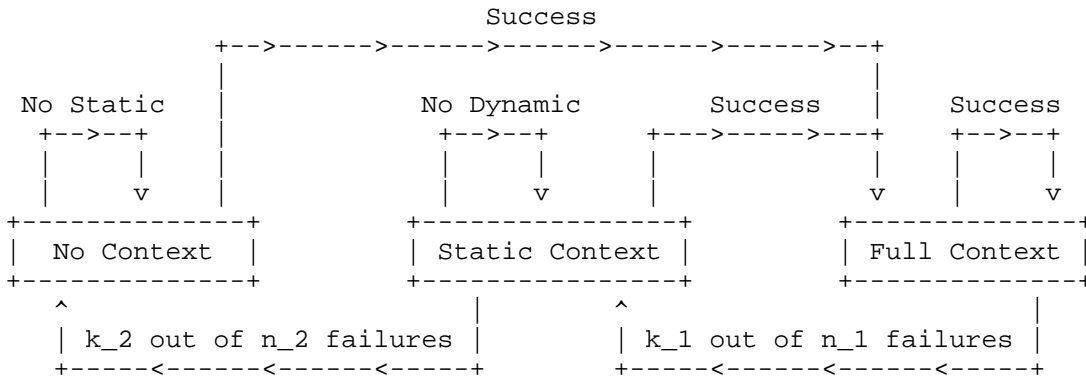 Success
No Static No Dynamic Success Success
No Context Static Context Full Context
k_2 out of n_2 failures k_1 out of n_1 failures